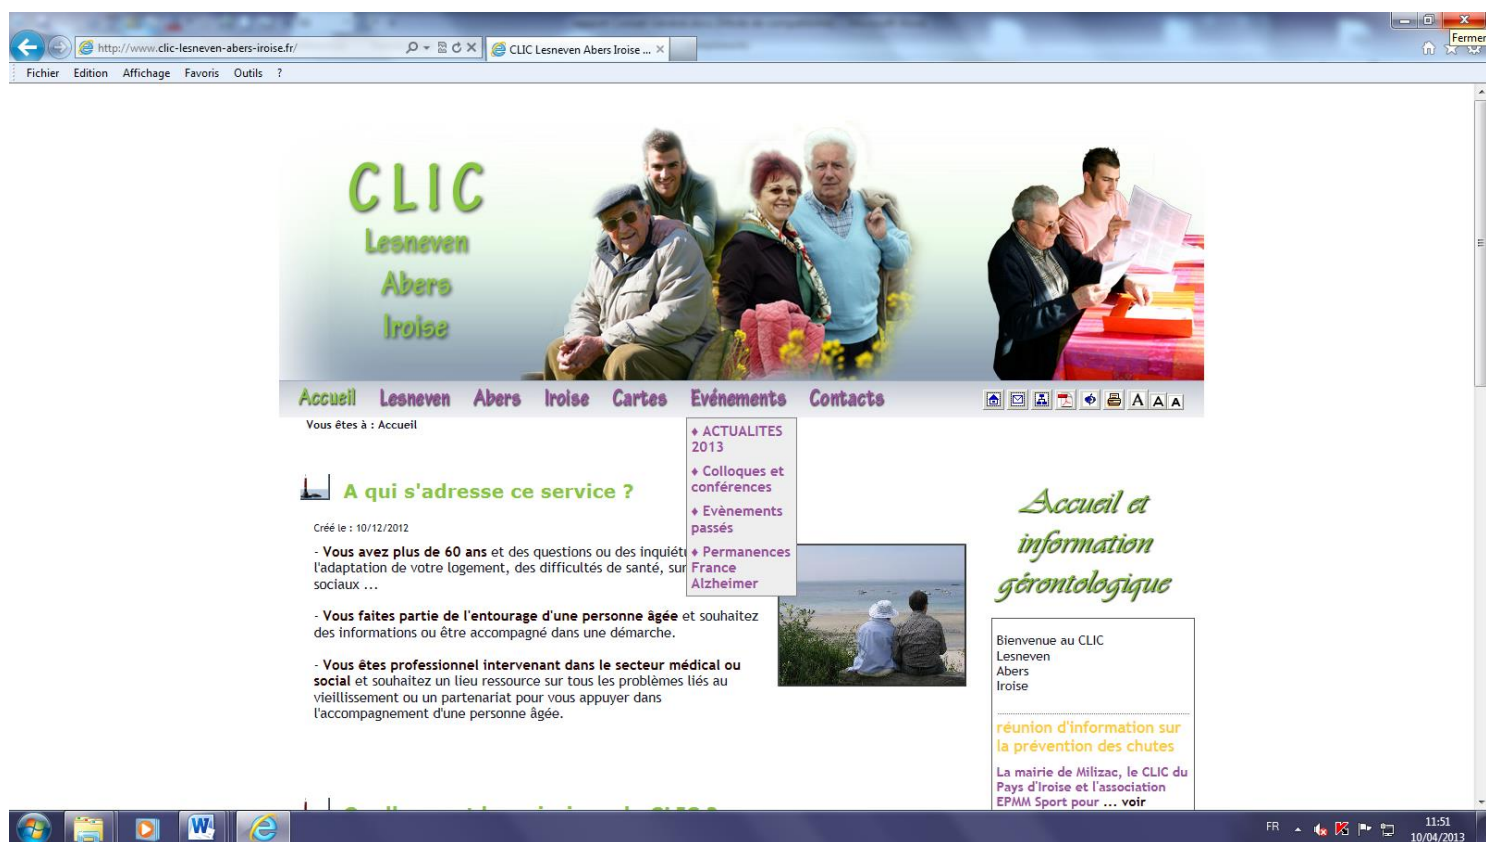 Fermer
http://www.clic-lesneven-abers-iroise.fr/
CLIC Lesneven Abers Iroise ...
Fichier Edition Affichage Favoris Outils ?
CLIC
Lesneven
Abers
Iroise
Accueil Lesneven Abers Iroise Cartes Evénements Contacts
A A A
Vous êtes à : Accueil
♦ ACTUALITES
2013
♦ Colloques et
conférences
♦ Evènements
passés
♦ Permanences
France
Alzheimer
A qui s'adresse ce service ?
Créé le : 10/12/2012
- Vous avez plus de 60 ans et des questions ou des
l'adaptation de votre logement, des difficultés de santé, sur
sociaux ...
- Vous faites partie de l'entourage d'une personne âgée et souhaitez
des informations ou être accompagné dans une démarche.
- Vous êtes professionnel intervenant dans le secteur médical ou
social et souhaitez un lieu ressource sur tous les problèmes liés au
vieillissement ou un partenariat pour vous appuyer dans
l'accompagnement d'une personne âgée.
Accueil et
information
gérontologique
Bienvenue au CLIC
Lesneven
Abers
Iroise
réunion d'information sur
la prévention des chutes
La mairie de Milizac, le CLIC du
Pays d'Iroise et l'association
EPMM Sport pour ... voir
FR
11:51
10/04/2013